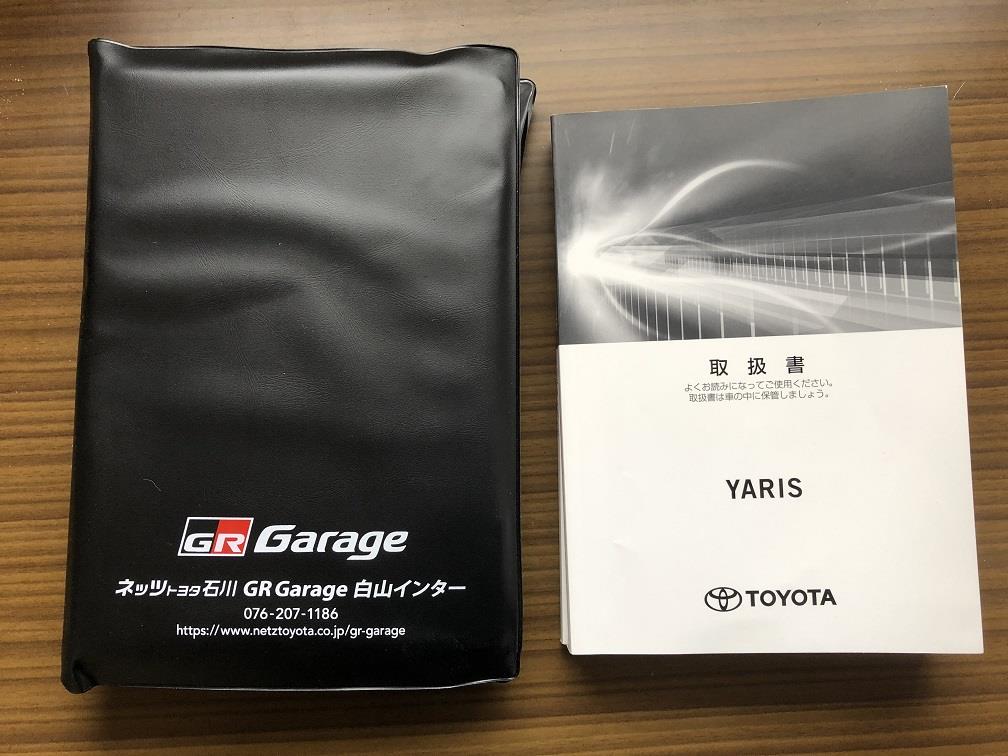 GR Garage
ネッツトヨタ石川 GR Garage 白山インター
076-207-1186
https://www.netztoyota.co.jp/gr-garage
取扱書
よくお読みになってご使用ください。
取扱書は車の中に保管しましょう。
YARIS
TOYOTA